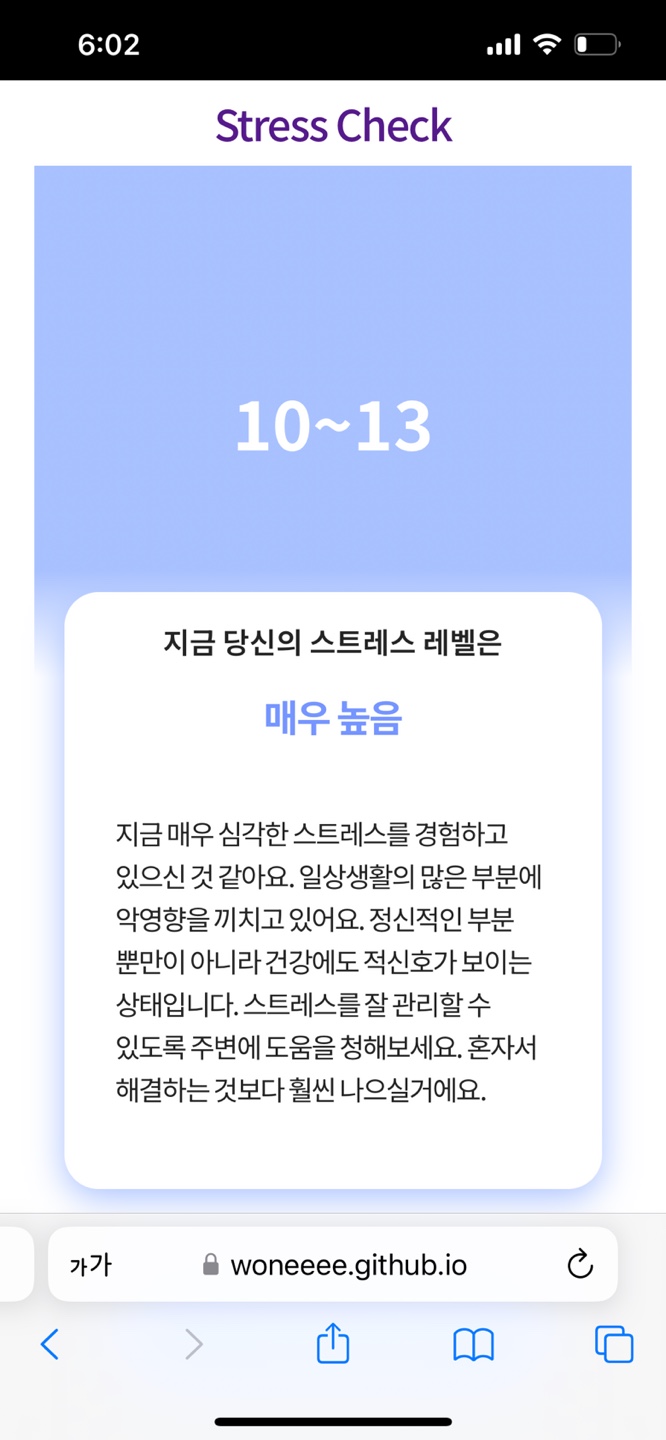 6:02
Stress Check
10~13
지금 당신의 스트레스 레벨은
매우 높음
지금 매우 심각한 스트레스를 경험하고
있으신 것 같아요. 일상생활의 많은 부분에
악영향을 끼치고 있어요. 정신적인 부분
뿐만이 아니라 건강에도 적신호가 보이는
상태입니다. 스트레스를 잘 관리할 수
있도록 주변에 도움을 청해보세요. 혼자서
해결하는 것보다 훨씬 나으실거에요.
가가 woneeee.github.io